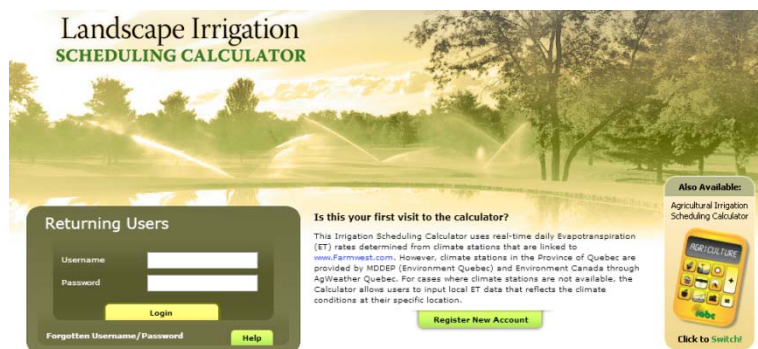 Landscape Irrigation
SCHEDULING CALCULATOR
Returning Users
Username
Password
Login
Forgotten Username/Password
Help
Is this your first visit to the calculator?
This Irrigation Scheduling Calculator uses real-time daily Evapotranspiration
(ET) rates determined from climate stations that are linked to
www.Farmwest.com. However, climate stations in the Province of Quebec are
provided by MDDEP (Environment Quebec) and Environment Canada through
AgWeather Quebec. For cases where climate stations are not available, the
Calculator allows users to input local ET data that reflects the climate
conditions at their specific location.
Register New Account
Also Available:
Agricultural Irrigation
Scheduling Calculator
AGRICULTURE
iabc
Click to Switch!